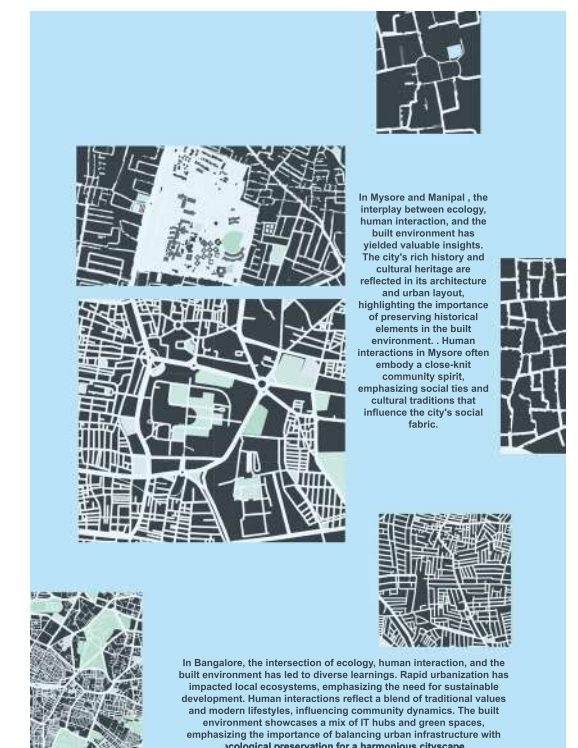 In Mysore and Manipal , the
interplay between ecology,
human interaction, and the
built environment has
yielded valuable insights.
The city's rich history and
cultural heritage are
reflected in its architecture
and urban layout,
highlighting the importance
of preserving historical
elements in the built
environment. . Human
interactions in Mysore often
embody a close-knit
community spirit,
emphasizing social ties and
cultural traditions that
influence the city's social
fabric.
In Bangalore, the intersection of ecology, human interaction, and the
built environment has led to diverse learnings. Rapid urbanization has
impacted local ecosystems, emphasizing the need for sustainable
development. Human interactions reflect a blend of traditional values
and modern lifestyles, influencing community dynamics. The built
environment showcases a mix of IT hubs and green spaces,
emphasizing the importance of balancing urban infrastructure with
ecological preservation for a harmonious cityscape